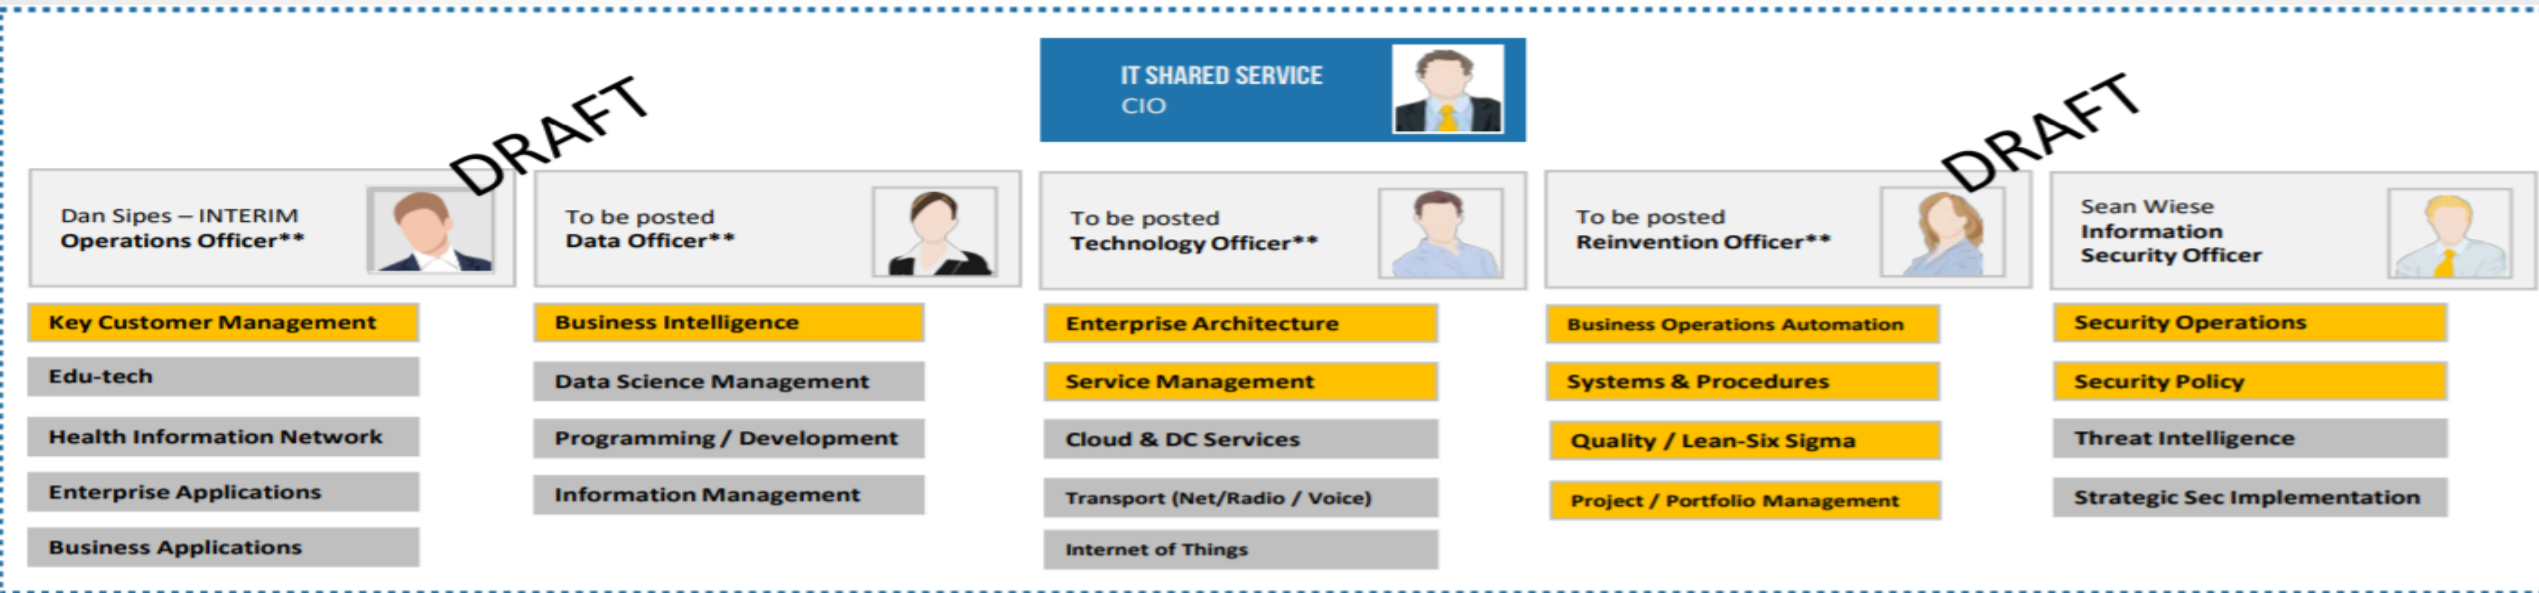 IT SHARED SERVICE
CIO
DRAFT
DRAFT
Dan Sipes – INTERIM
Operations Officer**
Key Customer Management
Edu-tech
Health Information Network
Enterprise Applications
Business Applications
To be posted
Data Officer**
Business Intelligence
Data Science Management
Programming / Development
Information Management
To be posted
Technology Officer**
Enterprise Architecture
Service Management
Cloud & DC Services
Transport (Net/Radio / Voice)
Internet of Things
To be posted
Reinvention Officer**
Business Operations Automation
Systems & Procedures
Quality / Lean-Six Sigma
Project / Portfolio Management
Sean Wiese
Information
Security Officer
Security Operations
Security Policy
Threat Intelligence
Strategic Sec Implementation